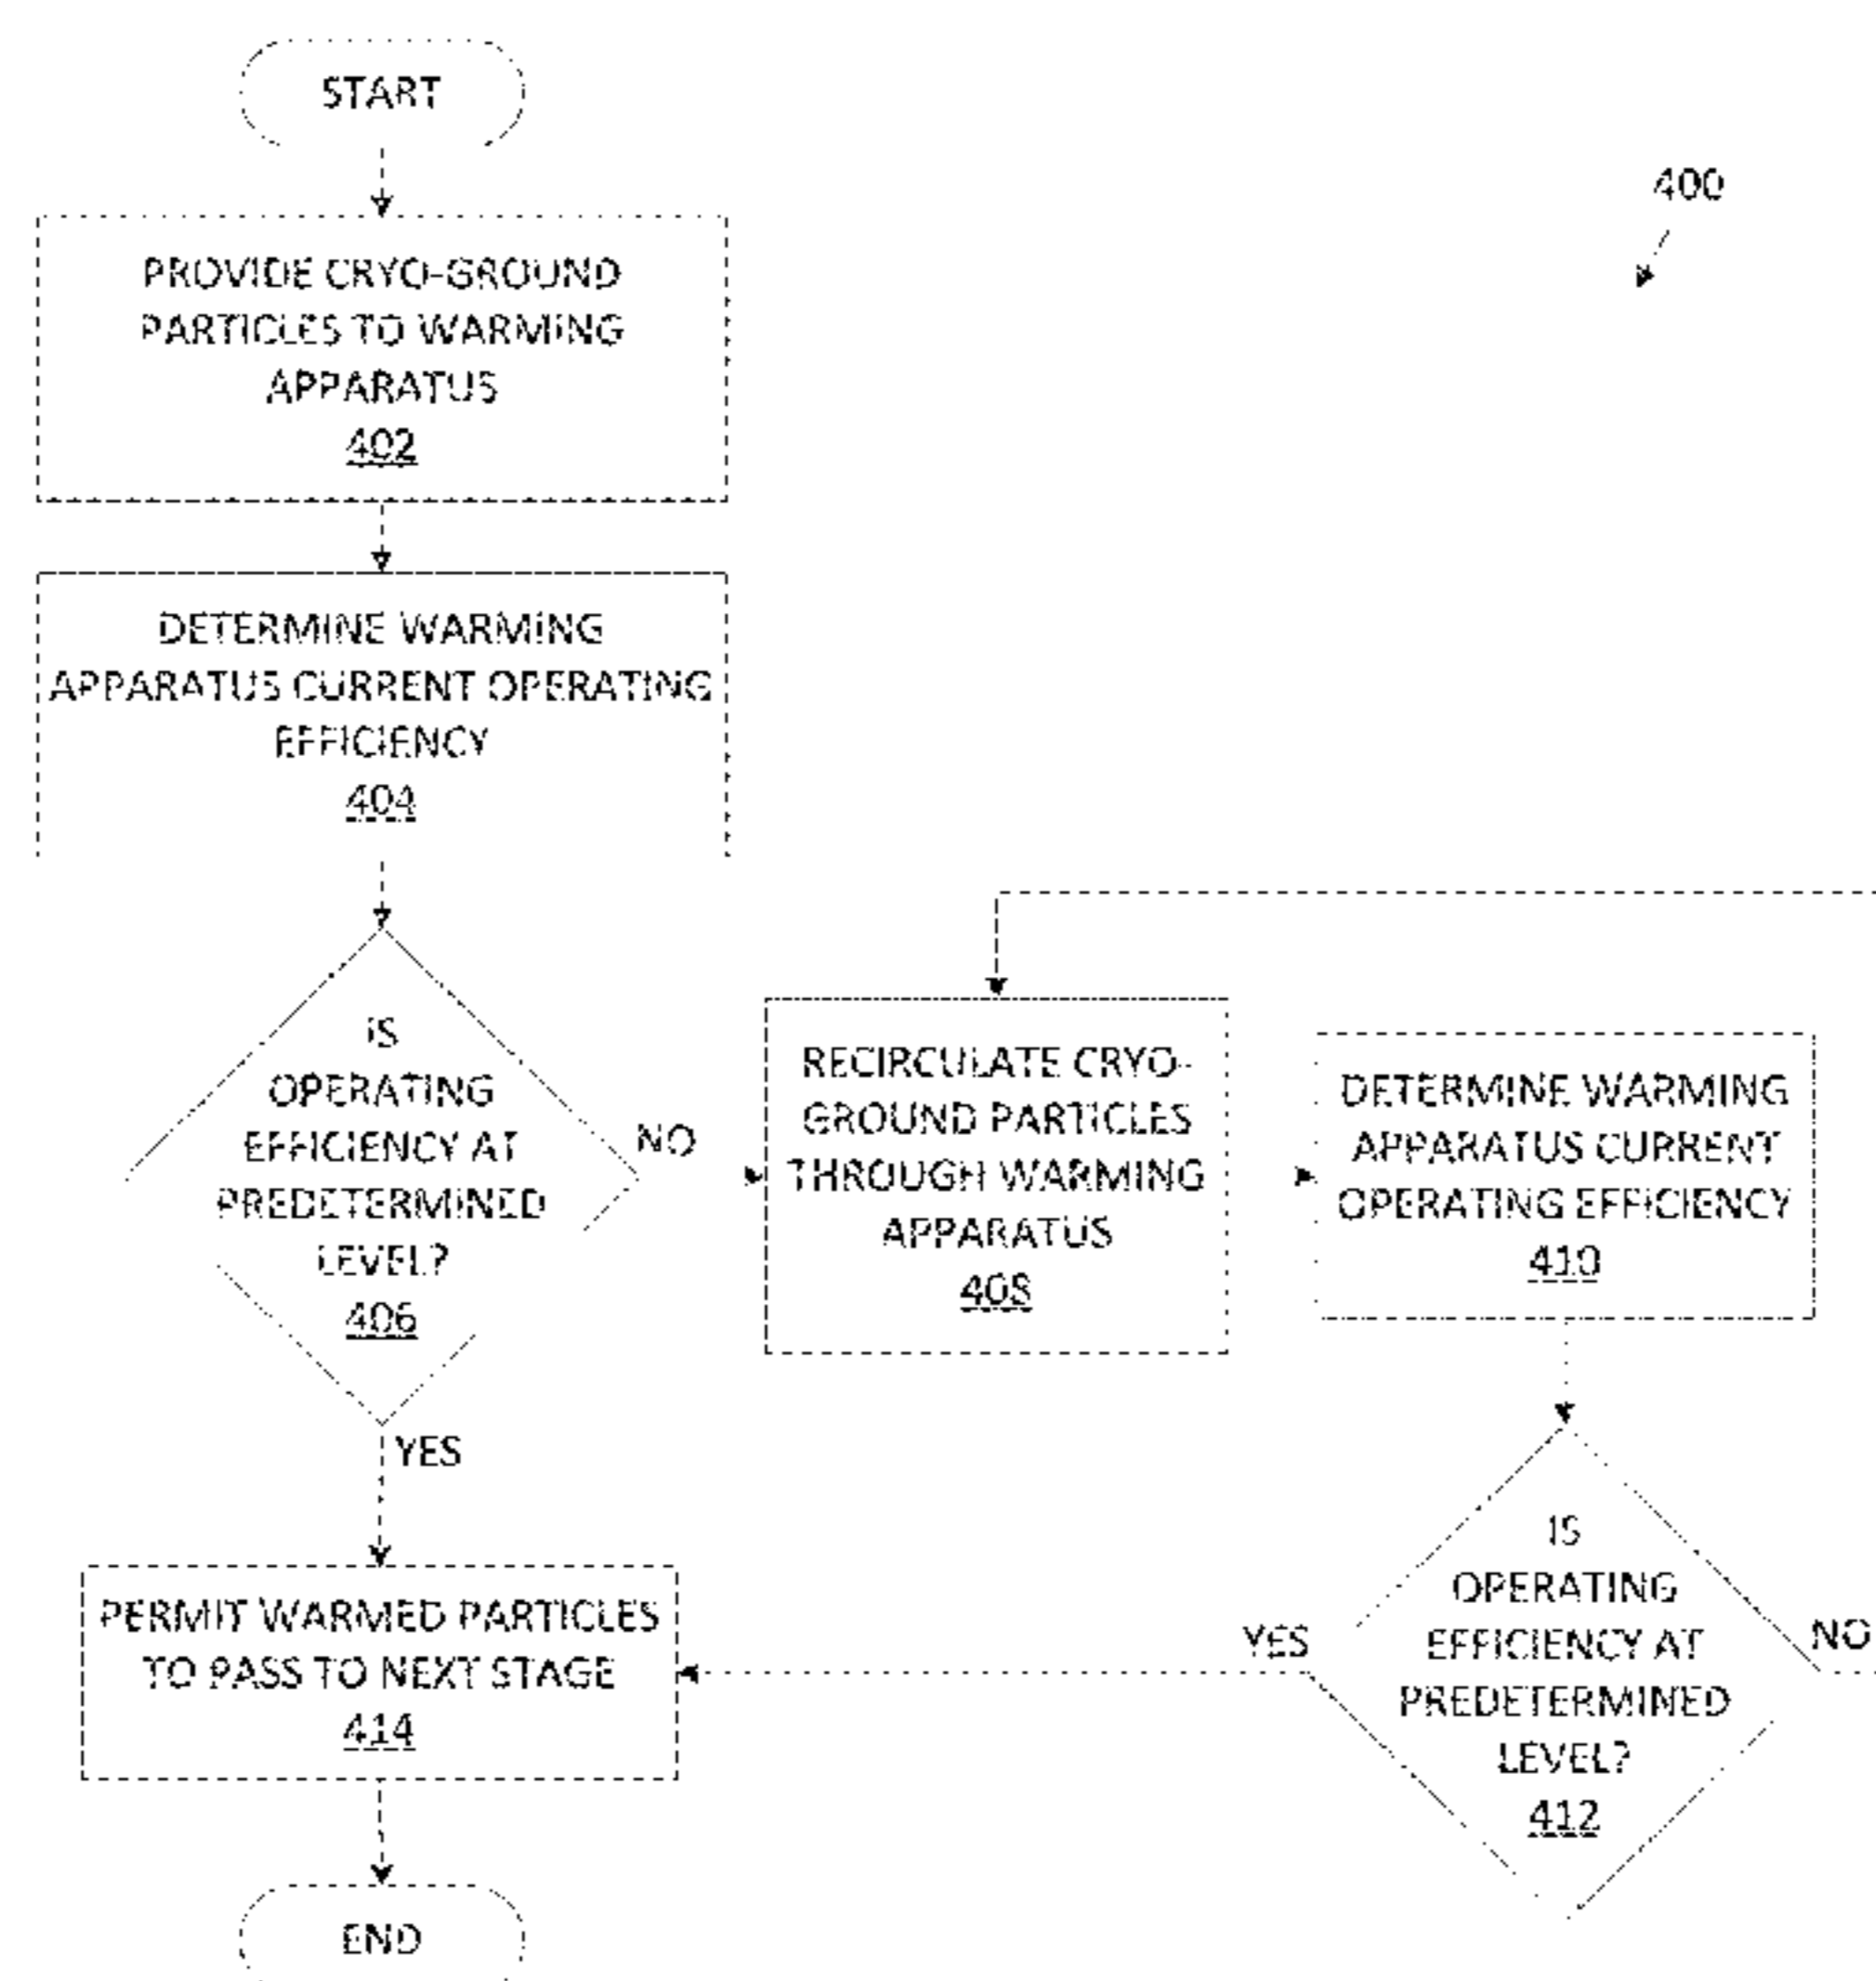 START
400
PROVIDE CRYO-GROUND
PARTICLES TO WARMING
APPARATUS
402
DETERMINE WARMING
APPARATUS CURRENT OPERATING
EFFICIENCY
404
IS
OPERATING
EFFICIENCY AT
PREDETERMINED
LEVEL?
406
NO
YES
RECIRCULATE CRYO-
GROUND PARTICLES
THROUGH WARMING
APPARATUS
408
DETERMINE WARMING
APPARATUS CURRENT
OPERATING EFFICIENCY
410
IS
OPERATING
EFFICIENCY AT
PREDETERMINED
LEVEL?
412
YES
NO
PERMIT WARMED PARTICLES
TO PASS TO NEXT STAGE
414
END